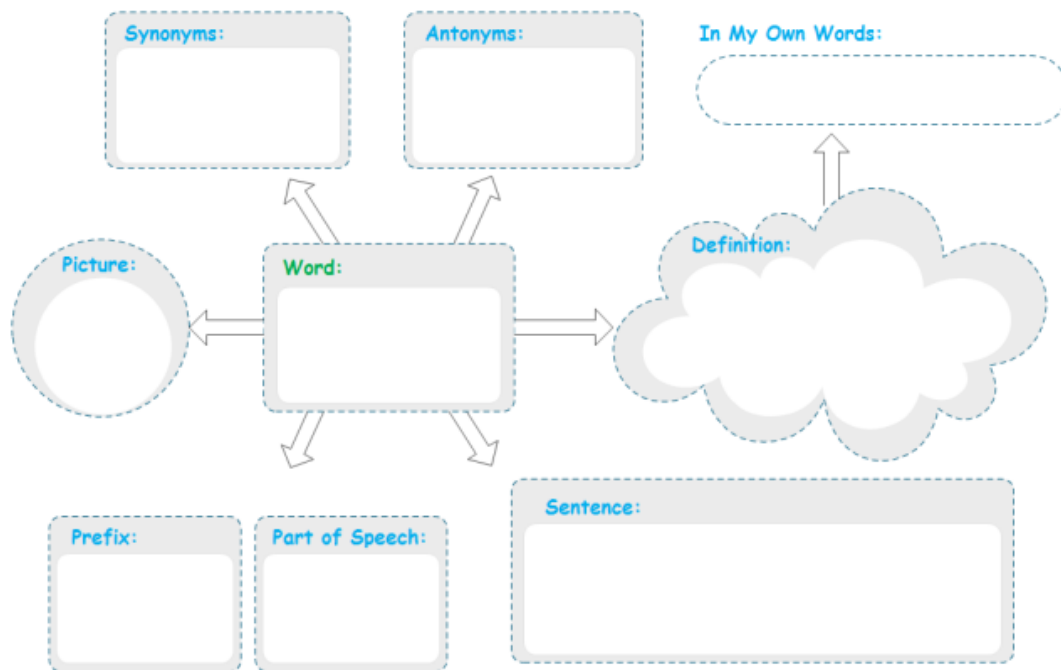 Synonyms:
Antonyms:
In My Own Words:
Picture:
Word:
Definition:
Prefix:
Part of Speech:
Sentence: